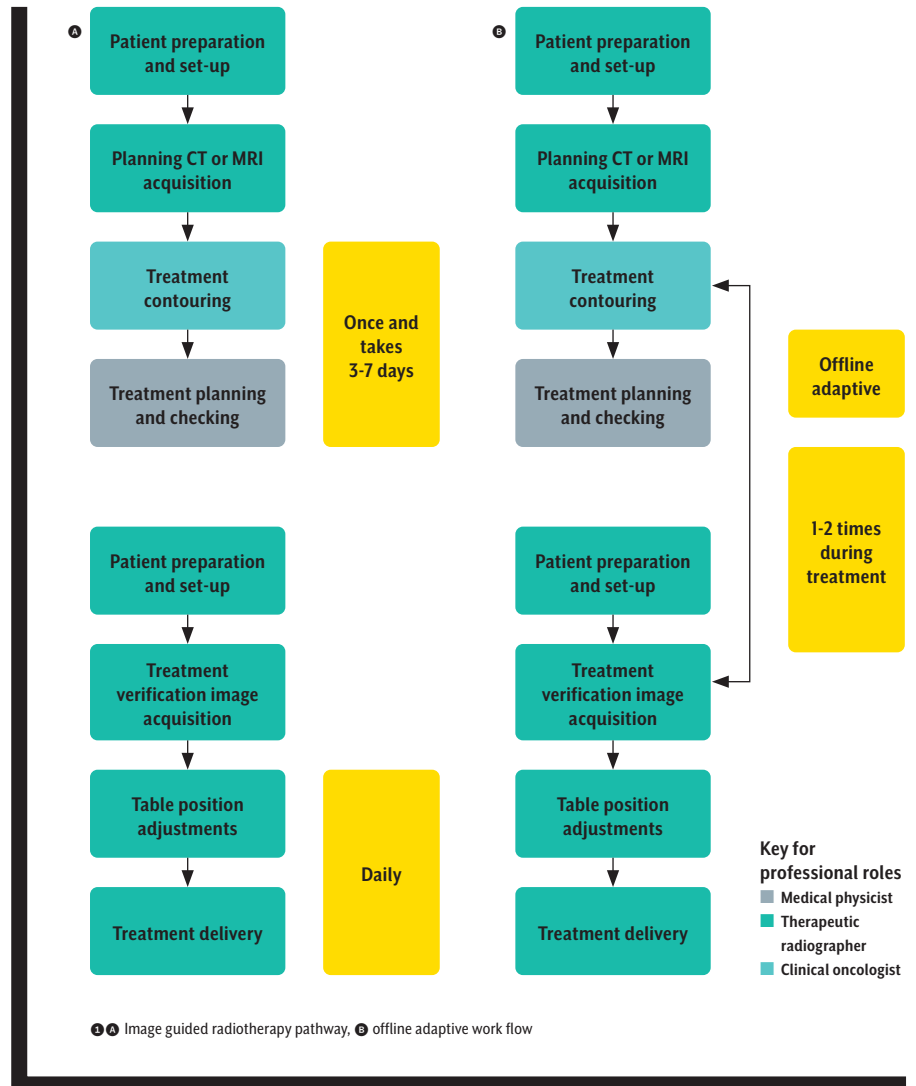 A
Patient preparation
and set-up
Planning CT or MRI
acquisition
Treatment
contouring
Treatment planning
and checking
Once and
takes
3-7 days
Patient preparation
and set-up
Treatment
verification image
acquisition
Table position
adjustments
Treatment delivery
Daily
B
Patient preparation
and set-up
Planning CT or MRI
acquisition
Treatment
contouring
Treatment planning
and checking
Offline
adaptive
1-2 times
during
treatment
Patient preparation
and set-up
Treatment
verification image
acquisition
Table position
adjustments
Treatment delivery
Key for
professional roles
Medical physicist
Therapeutic
radiographer
Clinical oncologist
1 A Image guided radiotherapy pathway, B offline adaptive work flow